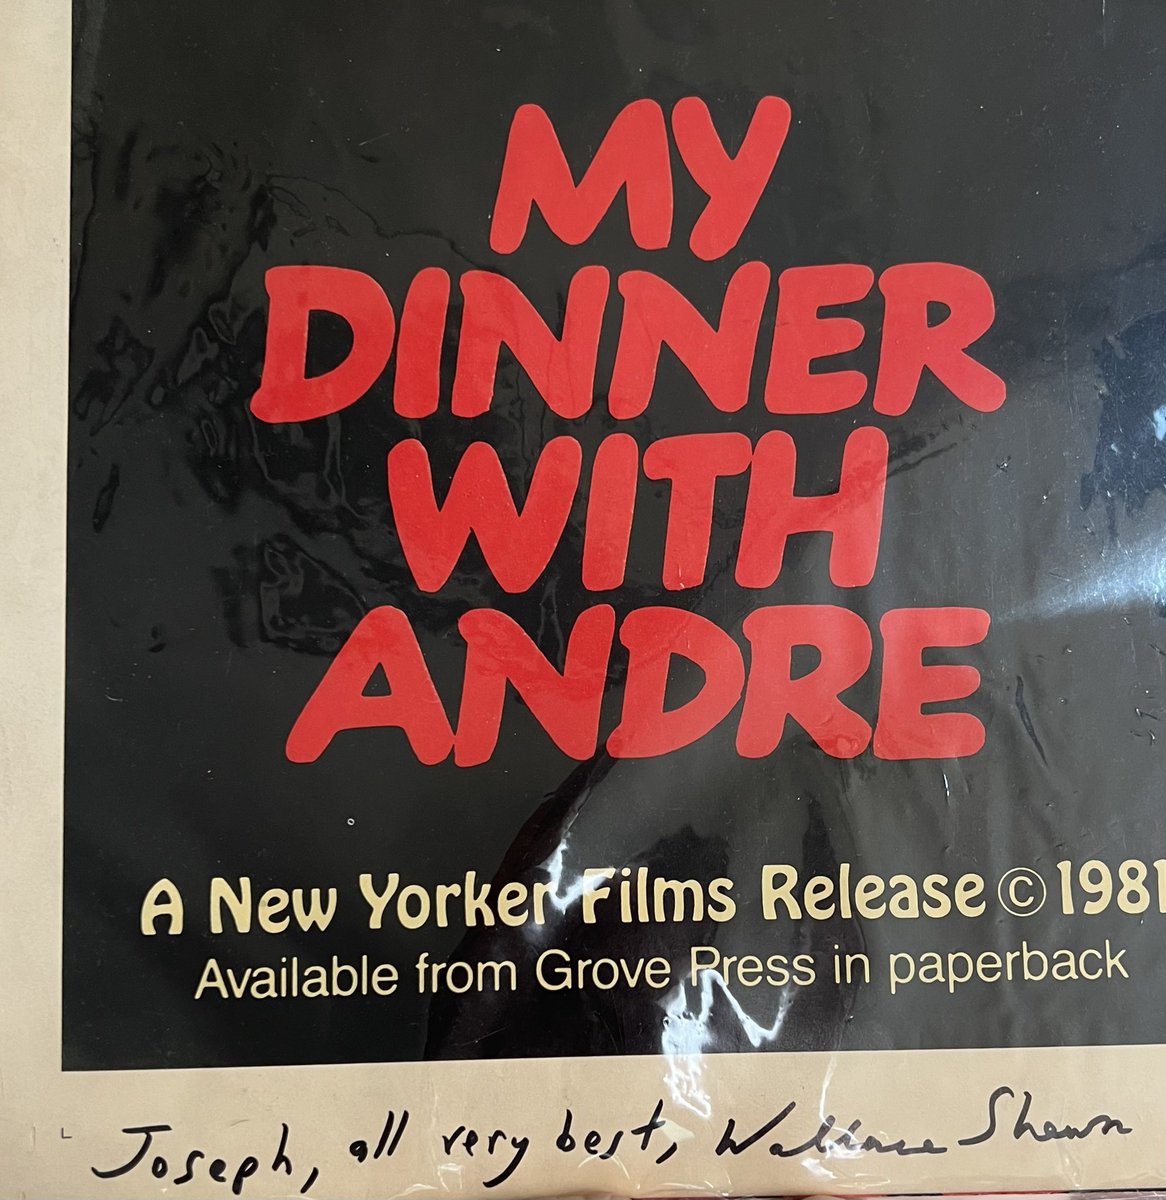 MY
DINNER
WITH
ANDRE
A New Yorker Films Release © 1981
Available from Grove Press in paperback
Joseph, all very best, Wallace Shawn